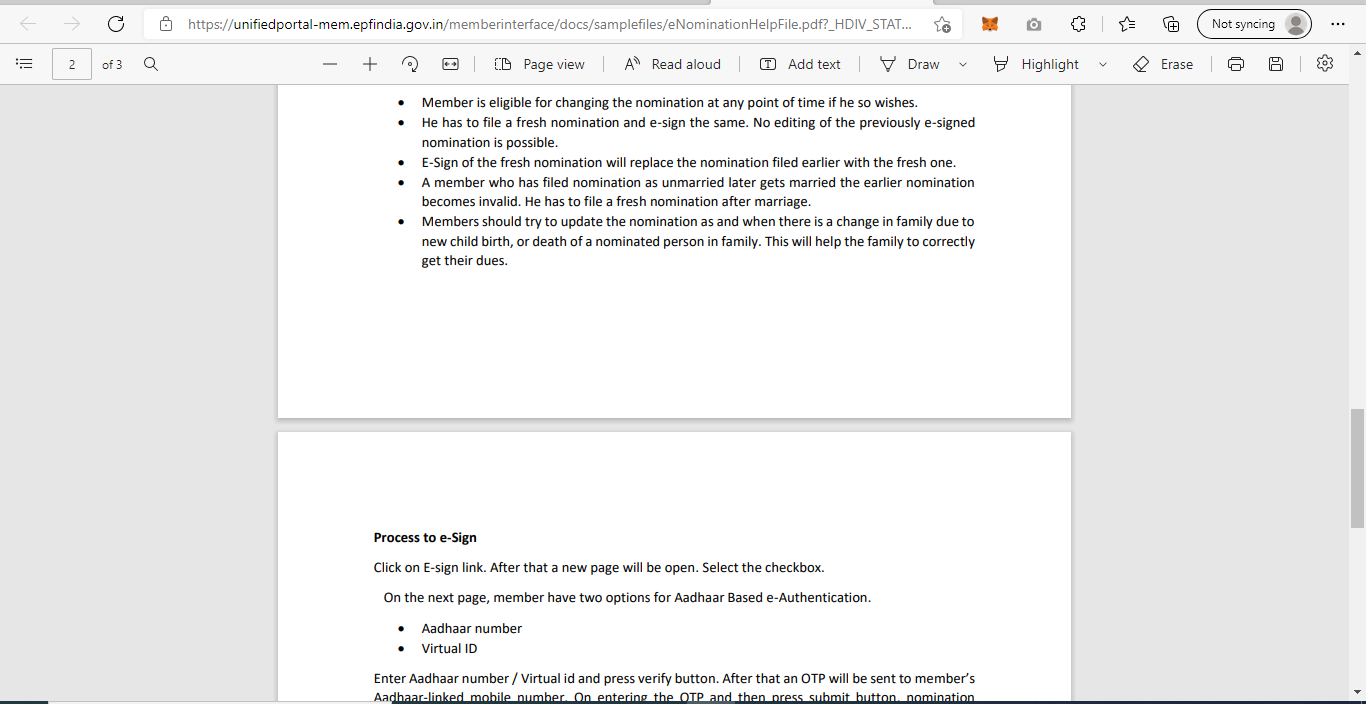 https://unifiedportal-mem.epfindia.gov.in/memberinterface/docs/samplefiles/eNominationHelpFile.pdf?_HDIV_STAT...
Not syncing
2 of 3
Page view
Read aloud
Add text
Draw
Highlight
Erase
• Member is eligible for changing the nomination at any point of time if he so wishes.
• He has to file a fresh nomination and e-sign the same. No editing of the previously e-signed
nomination is possible.
• E-Sign of the fresh nomination will replace the nomination filed earlier with the fresh one.
• A member who has filed nomination as unmarried later gets married the earlier nomination
becomes invalid. He has to file a fresh nomination after marriage.
• Members should try to update the nomination as and when there is a change in family due to
new child birth, or death of a nominated person in family. This will help the family to correctly
get their dues.
Process to e-Sign
Click on E-sign link. After that a new page will be open. Select the checkbox.
On the next page, member have two options for Aadhaar Based e-Authentication.
• Aadhaar number
• Virtual ID
Enter Aadhaar number / Virtual id and press verify button. After that an OTP will be sent to member's
Aadhaar-linked mobile number. On entering the OTP and then press submit button, nomination